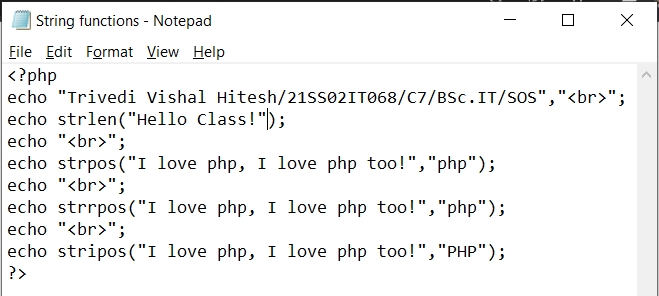 String functions - Notepad
File Edit Format View Help
<?php
echo "Trivedi Vishal Hitesh/21SS02IT068/C7/BSc.IT/SOS","<br>";
echo strlen("Hello Class!");
echo "<br>";
echo strpos("I love php, I love php too!","php");
echo "<br>";
echo strrpos("I love php, I love php too!","php");
echo "<br>";
echo stripos("I love php, I love php too!","PHP");
?>